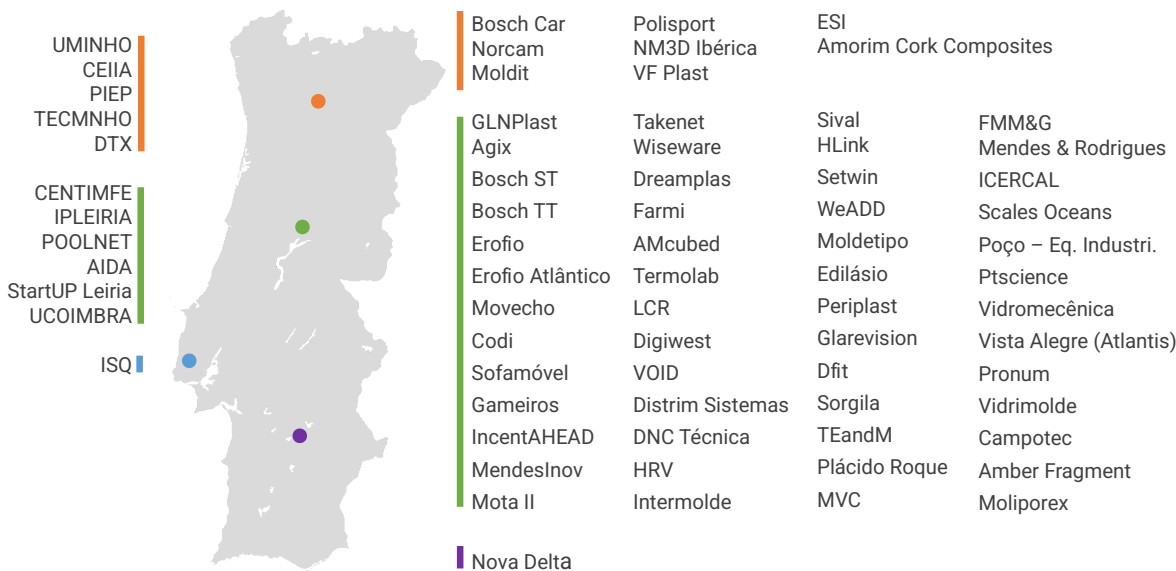 UMINHO
CEIIA
PIEP
TECMNHO
DTX
CENTIMFE
IPLEIRIA
POOLNET
AIDA
StartUP Leiria
UCOIMBRA
ISQ
Bosch Car Polisport ESI
Norcam NM3D Ibérica Amorim Cork Composites
Moldit VF Plast
GLNPlast Takenet Sival FMM&G
Agix Wiseware HLink Mendes & Rodrigues
Bosch ST Dreamplas Setwin ICERCAL
Bosch TT Farmi WeADD Scales Oceans
Erofio AMcubed Moldetipo Poço – Eq. Industri.
Erofio Atlântico Termolab Edilásio Ptscience
Movecho LCR Periplast Vidromecênica
Codi Digiwest Glarevision Vista Alegre (Atlantis)
Sofamóvel VOID Dfit Pronum
Gameiros Distrim Sistemas Sorgila Vidrimolde
IncentAHEAD DNC Técnica TEandM Campotec
MendesInov HRV Plácido Roque Amber Fragment
Mota II Intermolde MVC Moliporex
Nova Delta